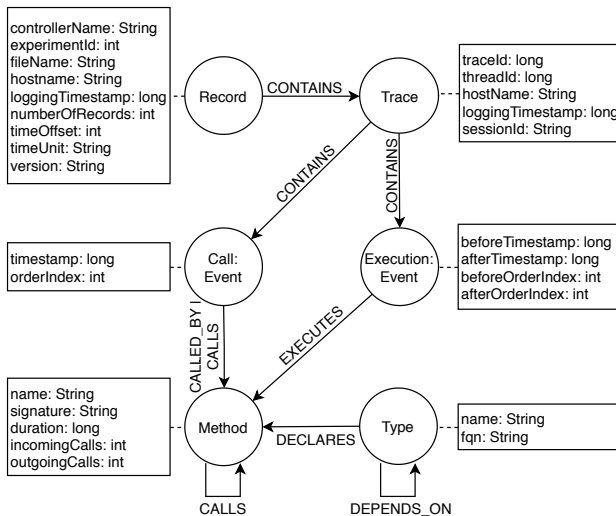 controllerName: String
experimentId: int
fileName: String
hostname: String
loggingTimestamp: long
numberOfRecords: int
timeOffset: int
timeUnit: String
version: String
Record
CONTAINS
Trace
traceId: long
threadId: long
hostName: String
loggingTimestamp: long
sessionId: String
CONTAINS
CONTAINS
timestamp: long
orderIndex: int
Call:
Event
Execution:
Event
beforeTimestamp: long
afterTimestamp: long
beforeOrderIndex: int
afterOrderIndex: int
CALLED_BY |
CALLS
EXECUTES
name: String
signature: String
duration: long
incomingCalls: int
outgoingCalls: int
Method
DECLARES
Type
name: String
fqn: String
CALLS
DEPENDS_ON